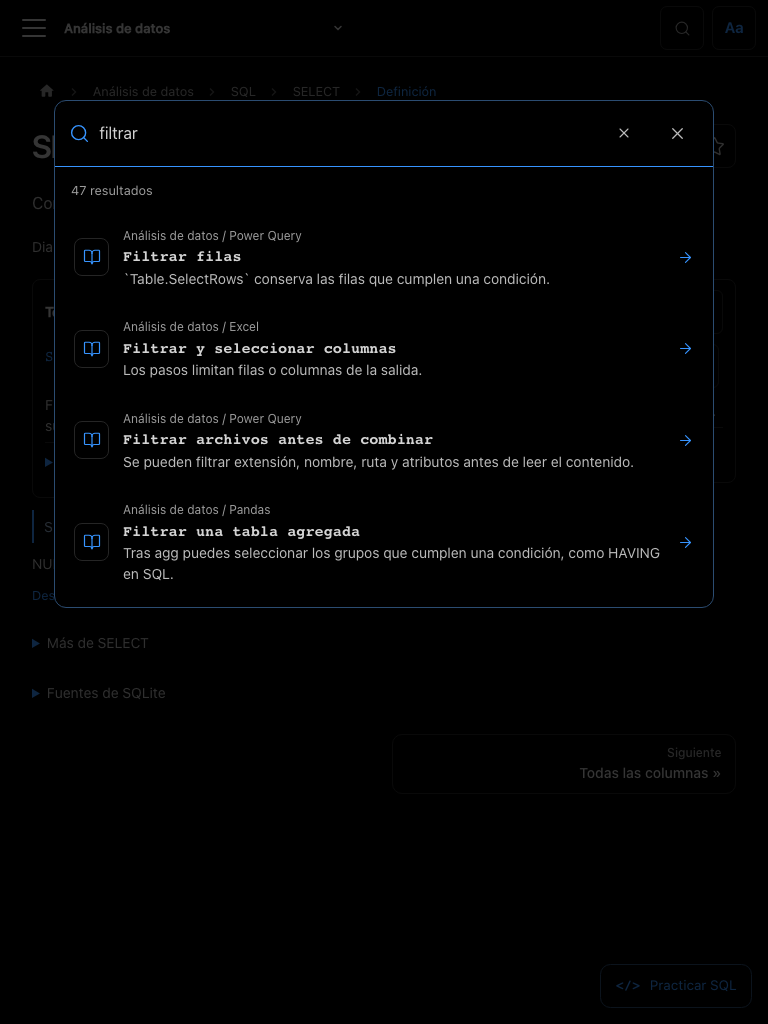 Análisis de datos
Aa
Análisis de datos > SQL > SELECT > Definición
filtrar
47 resultados
Análisis de datos / Power Query
Filtrar filas
`Table.SelectRows` conserva las filas que cumplen una condición.
Análisis de datos / Excel
Filtrar y seleccionar columnas
Los pasos limitan filas o columnas de la salida.
Análisis de datos / Power Query
Filtrar archivos antes de combinar
Se pueden filtrar extensión, nombre, ruta y atributos antes de leer el contenido.
Análisis de datos / Pandas
Filtrar una tabla agregada
Tras agg puedes seleccionar los grupos que cumplen una condición, como HAVING
en SQL.
Más de SELECT
Fuentes de SQLite
Siguiente
Todas las columnas »
</> Practicar SQL